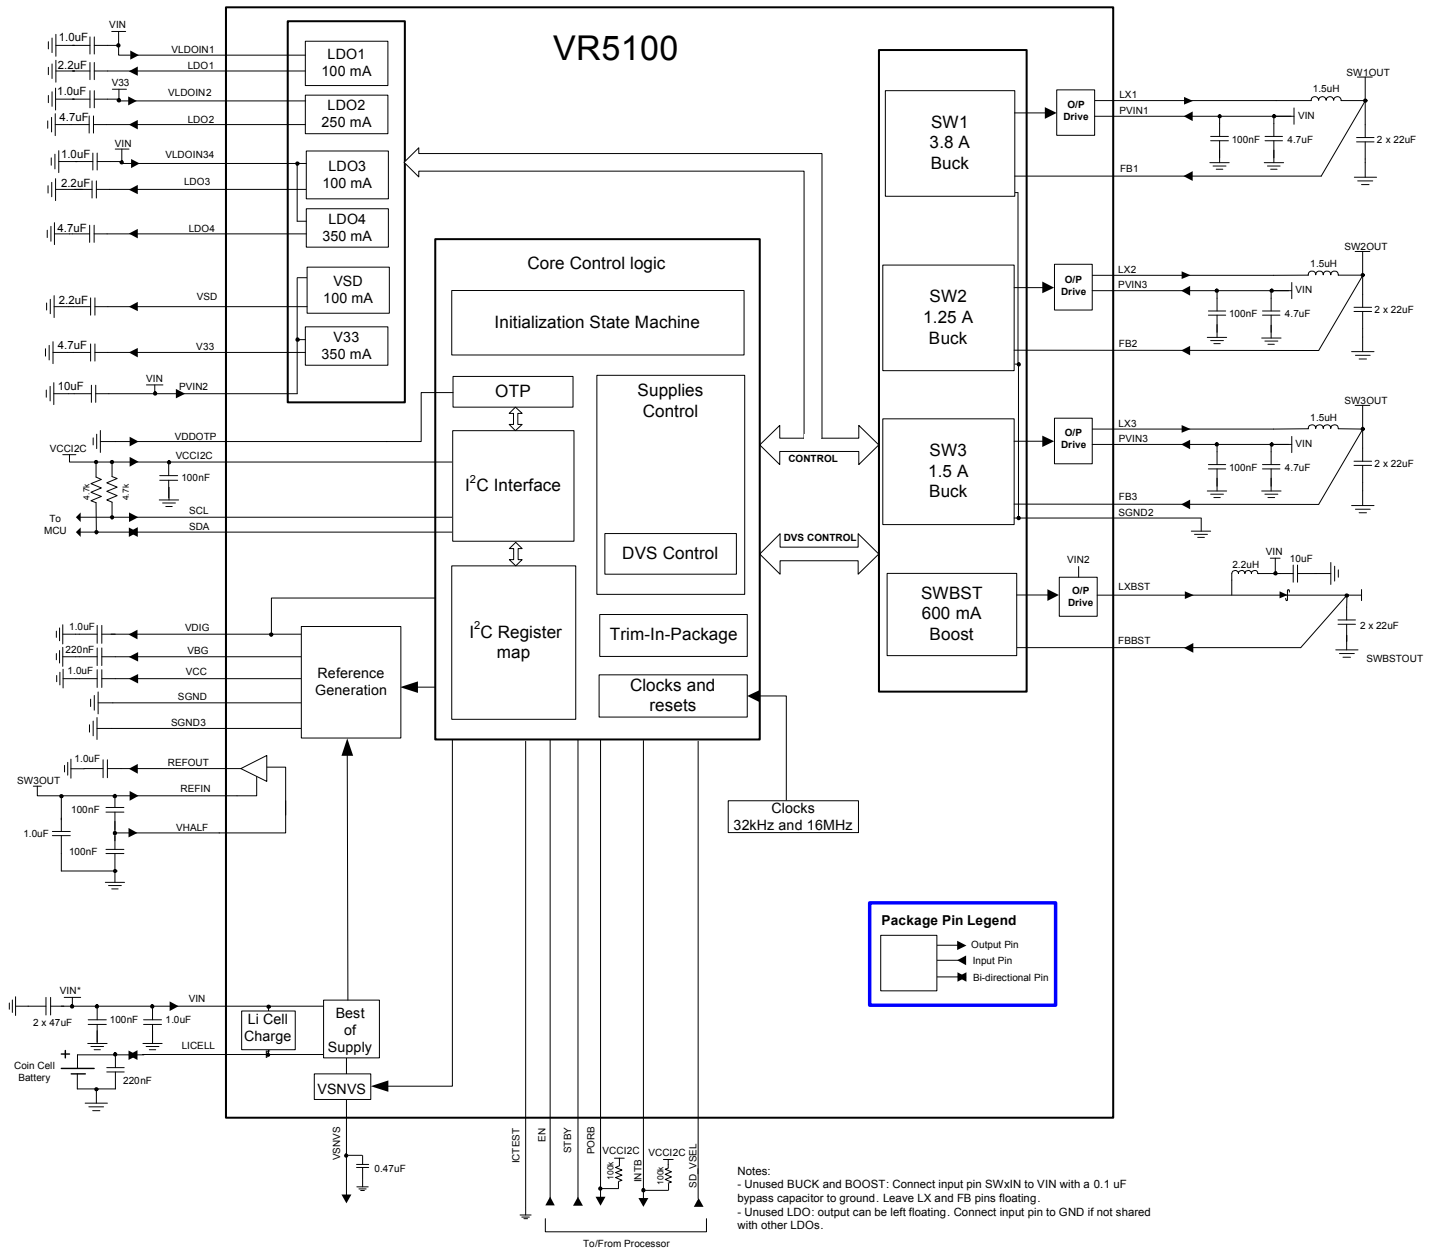 VR5100
VIN
1.0uF
VLDOIN1
2.2uF
LDO1
LDO1
100 mA
V33
1.0uF
VLDOIN2
4.7uF
LDO2
LDO2
250 mA
VIN
1.0uF
VLDOIN34
2.2uF
LDO3
LDO3
100 mA
4.7uF
LDO4
LDO4
350 mA
2.2uF
VSD
VSD
100 mA
4.7uF
V33
V33
350 mA
10uF
VIN
PVIN2
VDDOTP
VCCI2C
VCCI2C
100nF
4.7k
4.7k
SCL
To
MCU
SDA
Core Control logic
Initialization State Machine
OTP
I2C Interface
I2C Register
map
Supplies
Control
DVS Control
Trim-In-Package
Clocks and
resets
Clocks
32kHz and 16MHz
CONTROL
DVS CONTROL
SW1
3.8 A
Buck
SW2
1.25 A
Buck
SW3
1.5 A
Buck
SWBST
600 mA
Boost
O/P
Drive
LX1
PVIN1
1.5uH
SW1OUT
VIN
100nF
4.7uF
2 x 22uF
FB1
O/P
Drive
LX2
PVIN3
1.5uH
SW2OUT
VIN
100nF
4.7uF
2 x 22uF
FB2
O/P
Drive
LX3
PVIN3
1.5uH
SW3OUT
VIN
100nF
4.7uF
2 x 22uF
FB3
SGND2
VIN2
O/P
Drive
LXBST
2.2uH
VIN
10uF
2 x 22uF
FBBST
SWBSTOUT
1.0uF
VDIG
220nF
VBG
1.0uF
VCC
SGND
SGND3
Reference
Generation
1.0uF
REFOUT
SW3OUT
REFIN
100nF
1.0uF
VHALF
100nF
VIN*
VIN
2 x 47uF
100nF
1.0uF
Li Cell
Charge
Best
of
Supply
LICELL
+
Coin Cell
Battery
220nF
VSNVS
VSNVS
0.47uF
ICTEST
EN
STBY
PORB
VCCI2C
100k
INTB
VCCI2C
100k
SD_VSEL
To/From Processor
Package Pin Legend
Output Pin
Input Pin
Bi-directional Pin
Notes:
- Unused BUCK and BOOST: Connect input pin SWxIN to VIN with a 0.1 uF
bypass capacitor to ground. Leave LX and FB pins floating.
- Unused LDO: output can be left floating. Connect input pin to GND if not shared
with other LDOs.